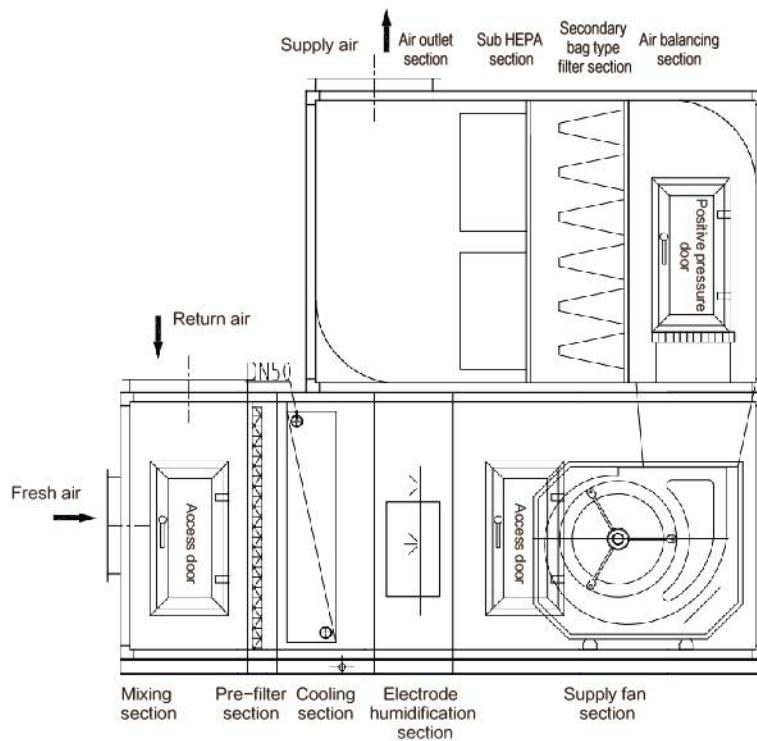 Supply air
Air outlet
section
Sub HEPA
section
Secondary
bag type
filter section
Air balancing
section
Positive pressure
door
Return air
DN50
Fresh air
Access door
Access door
Mixing
section
Pre-filter
section
Cooling
section
Electrode
humidification
section
Supply fan
section